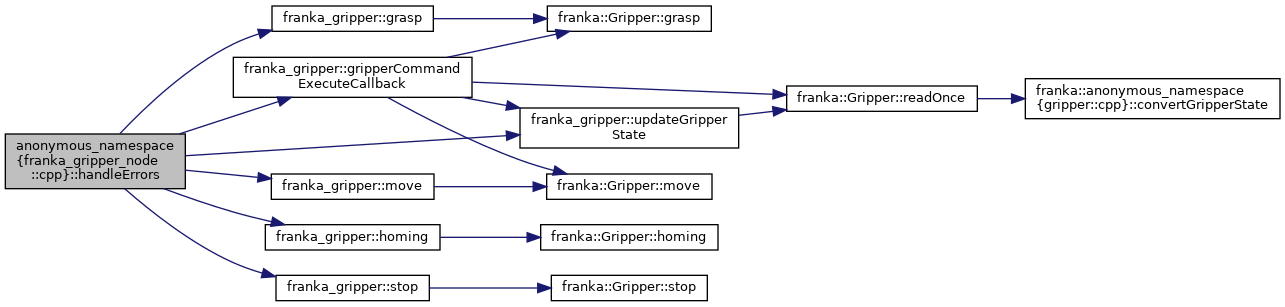 franka_gripper::grasp
franka::Gripper::grasp
franka_gripper::gripperCommand
ExecuteCallback
franka::Gripper::readOnce
franka::anonymous_namespace
{gripper::cpp}::convertGripperState
franka_gripper::updateGripper
State
anonymous_namespace
{franka_gripper_node
::cpp}::handleErrors
franka_gripper::move
franka::Gripper::move
franka_gripper::homing
franka::Gripper::homing
franka_gripper::stop
franka::Gripper::stop